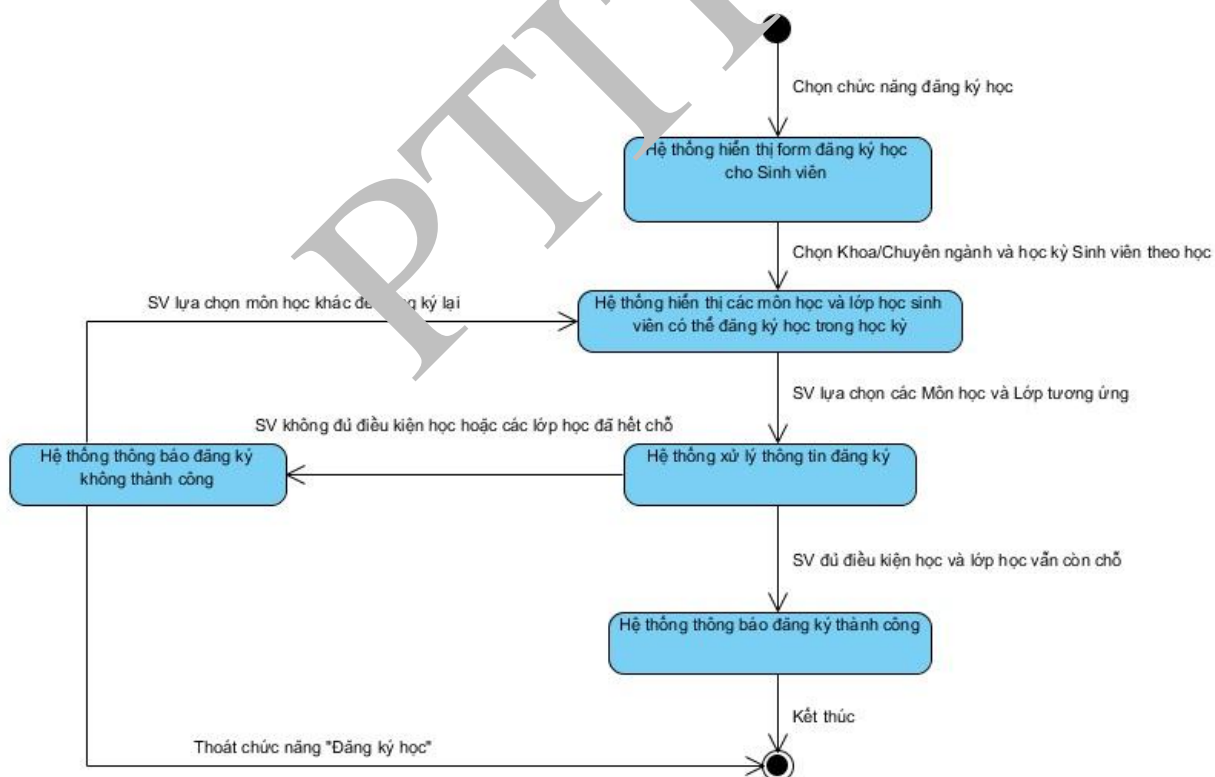 Chọn chức năng đăng ký học
Hệ thống hiển thị form đăng ký học
cho Sinh viên
Chọn Khoa/Chuyên ngành và học kỳ Sinh viên theo học
SV lựa chọn môn học khác để đăng ký lại
Hệ thống hiển thị các môn học và lớp học sinh
viên có thể đăng ký học trong học kỳ
SV lựa chọn các Môn học và Lớp tương ứng
SV không đủ điều kiện học hoặc các lớp học đã hết chỗ
Hệ thống thông báo đăng ký
không thành công
Hệ thống xử lý thông tin đăng ký
SV đủ điều kiện học và lớp học vẫn còn chỗ
Hệ thống thông báo đăng ký thành công
Kết thúc
Thoát chức năng "Đăng ký học"
PTIT